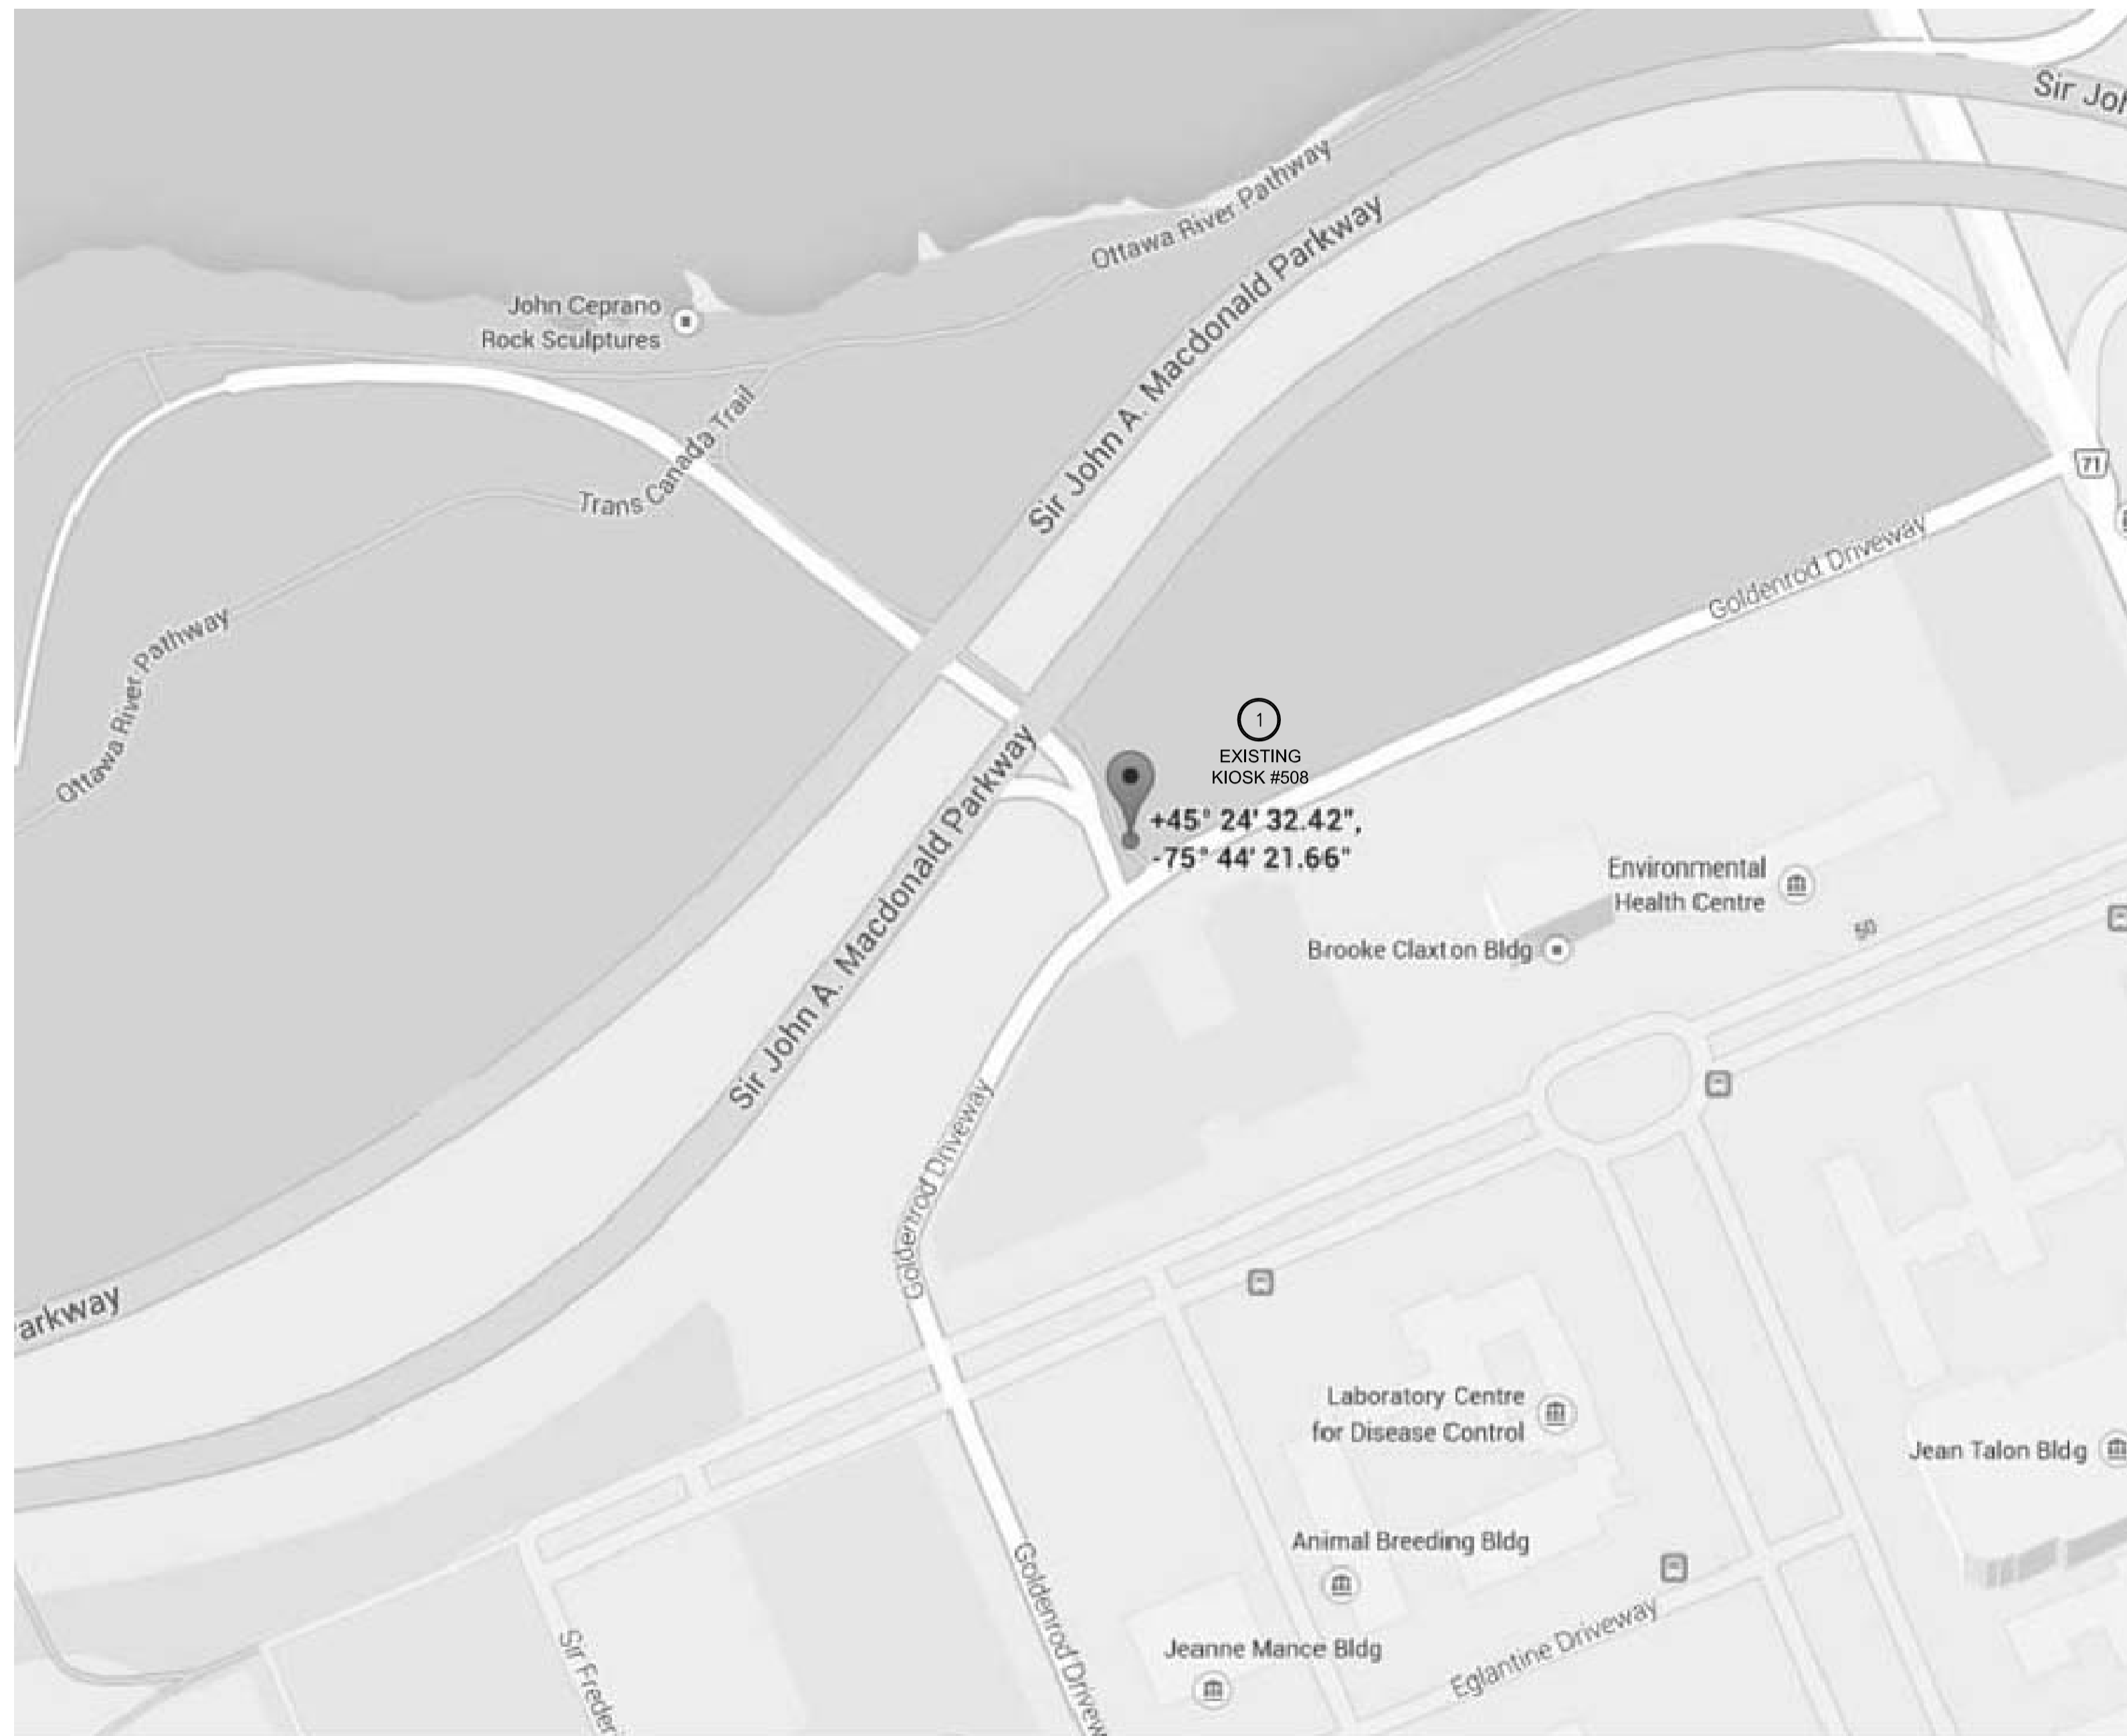 Sir Joh
Ottawa River Pathway
Sir John A. Macdonald Parkway
John Ceprano
Rock Sculptures
Trans Canada Trail
71
Goldenrod Driveway
Ottawa River Pathway
1
EXISTING
KIOSK #508
+45° 24' 32.42",
-75° 44' 21.66"
Sir John A. Macdonald Parkway
Environmental
Health Centre
Brooke Claxton Bldg
50
Goldenrod Driveway
arkway
Laboratory Centre
for Disease Control
Jean Talon Bldg
Animal Breeding Bldg
Goldenrod Drivew
Sir Frederi
Jeanne Mance Bldg
Eglantine Driveway